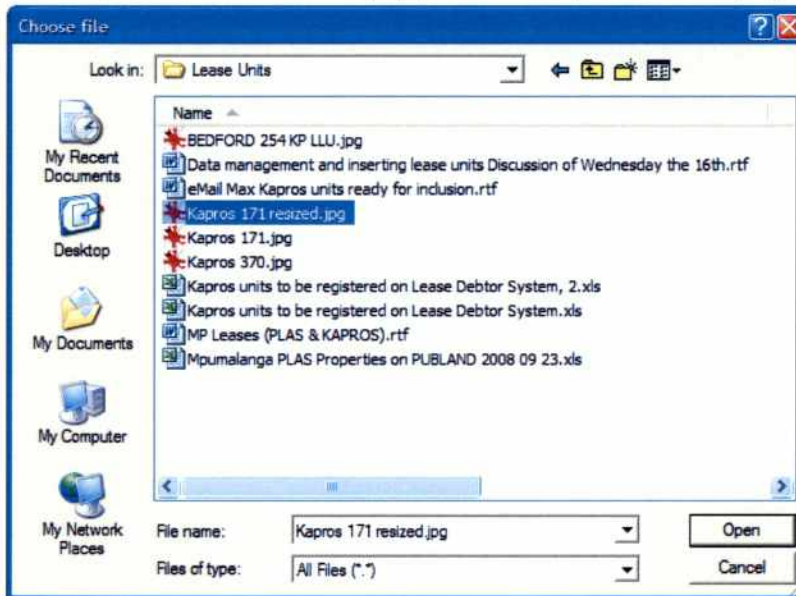 Choose file
Look in: Lease Units
Name
BEDFORD 254 KP LLU.jpg
Data management and inserting lease units Discussion of Wednesday the 16th.rtf
eMail Max Kapros units ready for inclusion.rtf
Kapros 171 resized.jpg
Kapros 171.jpg
Kapros 370.jpg
Kapros units to be registered on Lease Debtor System, 2.xls
Kapros units to be registered on Lease Debtor System.xls
MP Leases (PLAS & KAPROS).rtf
Mpumalanga PLAS Properties on PUBLAND 2008 09 23.xls
My Recent
Documents
Desktop
My Documents
My Computer
My Network
Places
File name: Kapros 171 resized.jpg Open
Files of type: All Files (*.*) Cancel